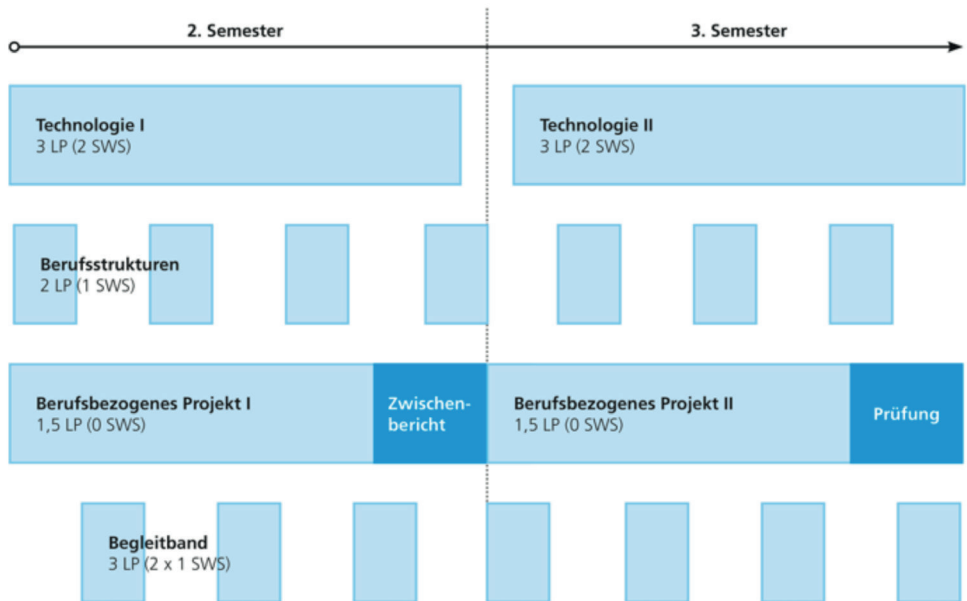 2. Semester
3. Semester
Technologie I
3 LP (2 SWS)
Technologie II
3 LP (2 SWS)
Berufsstrukturen
2 LP (1 SWS)
Berufsbezogenes Projekt I
1,5 LP (0 SWS)
Zwischen-
bericht
Berufsbezogenes Projekt II
1,5 LP (0 SWS)
Prüfung
Begleitband
3 LP (2 x 1 SWS)